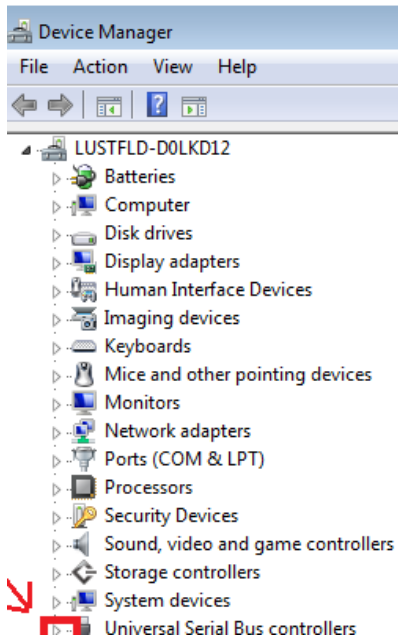 Device Manager
File Action View Help
LUSTFLD-D0LKD12
Batteries
Computer
Disk drives
Display adapters
Human Interface Devices
Imaging devices
Keyboards
Mice and other pointing devices
Monitors
Network adapters
Ports (COM & LPT)
Processors
Security Devices
Sound, video and game controllers
Storage controllers
System devices
Universal Serial Bus controllers